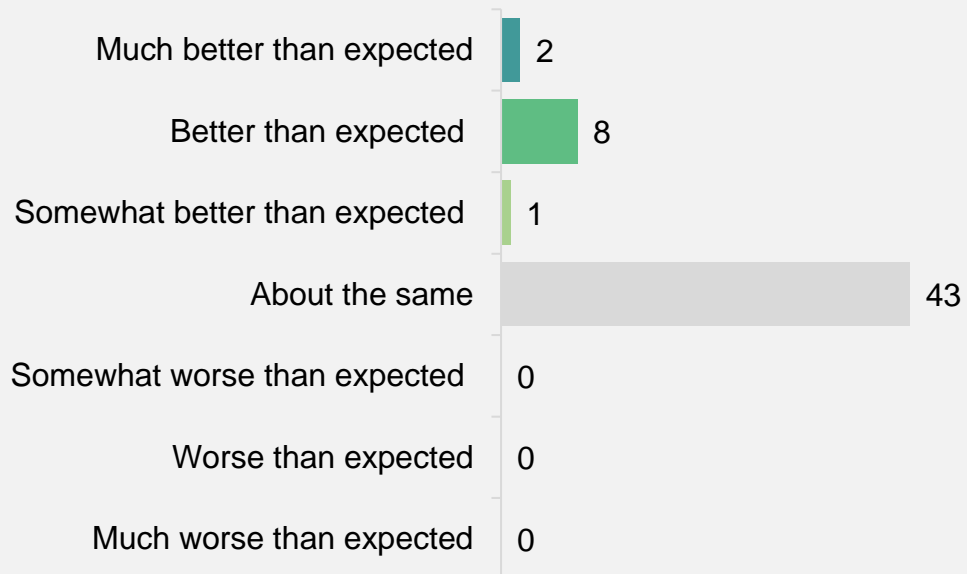 Much better than expected 2
Better than expected 8
Somewhat better than expected 1
About the same 43
Somewhat worse than expected 0
Worse than expected 0
Much worse than expected 0